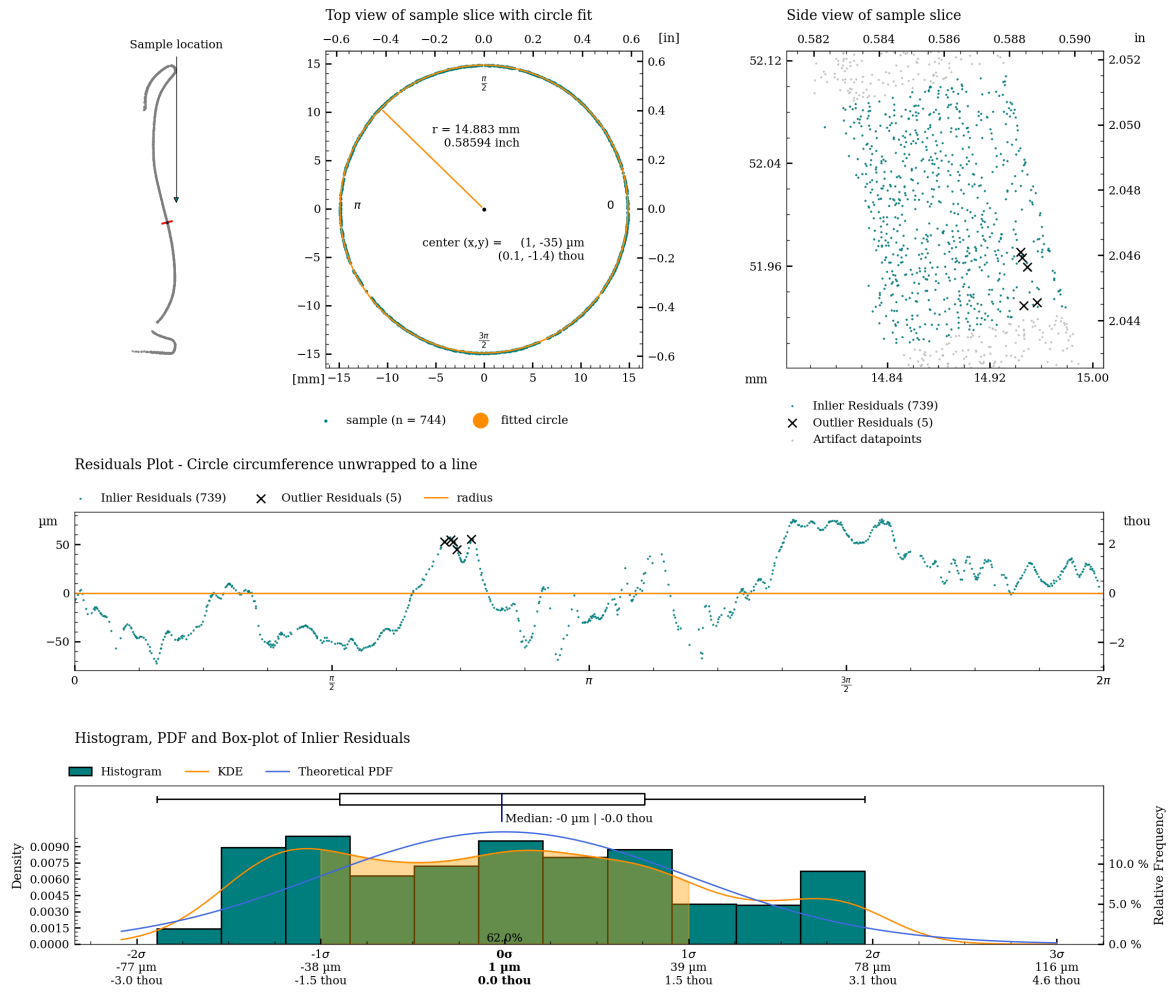 Sample location
Top view of sample slice with circle fit
−0.6 −0.4 −0.2 0.0 0.2 0.4 0.6 [in]
15
10
5
0
−5
−10
−15
0.6
0.4
0.2
0.0
−0.2
−0.4
−0.6
π/2
r = 14.883 mm
0.58594 inch
π
0
center (x,y) = (1, -35) µm
(0.1, -1.4) thou
3π/2
[mm] −15 −10 −5 0 5 10 15
sample (n = 744) fitted circle
Side view of sample slice
0.582 0.584 0.586 0.588 0.590 in
52.12
52.04
51.96
2.052
2.050
2.048
2.046
2.044
mm 14.84 14.92 15.00
Inlier Residuals (739)
Outlier Residuals (5)
Artifact datapoints
Residuals Plot - Circle circumference unwrapped to a line
Inlier Residuals (739) Outlier Residuals (5) radius
µm
50
0
−50
thou
2
0
−2
0 π/2 π 3π/2 2π
Histogram, PDF and Box-plot of Inlier Residuals
Histogram KDE Theoretical PDF
Median: -0 µm | -0.0 thou
Density
0.0090
0.0075
0.0060
0.0045
0.0030
0.0015
0.0000
Relative Frequency
10.0 %
5.0 %
0.0 %
62.0%
-2σ -1σ 0σ 1σ 2σ 3σ
-77 µm -38 µm 1 µm 39 µm 78 µm 116 µm
-3.0 thou -1.5 thou 0.0 thou 1.5 thou 3.1 thou 4.6 thou